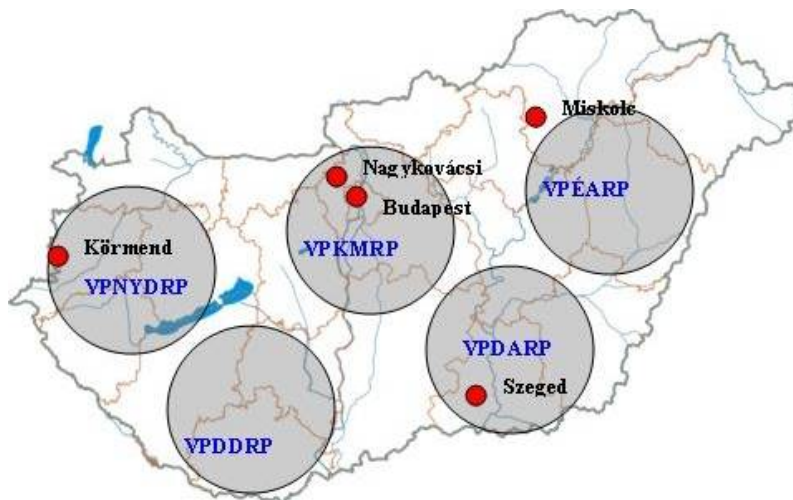 Miskolc
Nagykovácsi
VPÉARP
Budapest
Körmend
VPKMRP
VPNYDRP
VPDARP
Szeged
VPDDRP